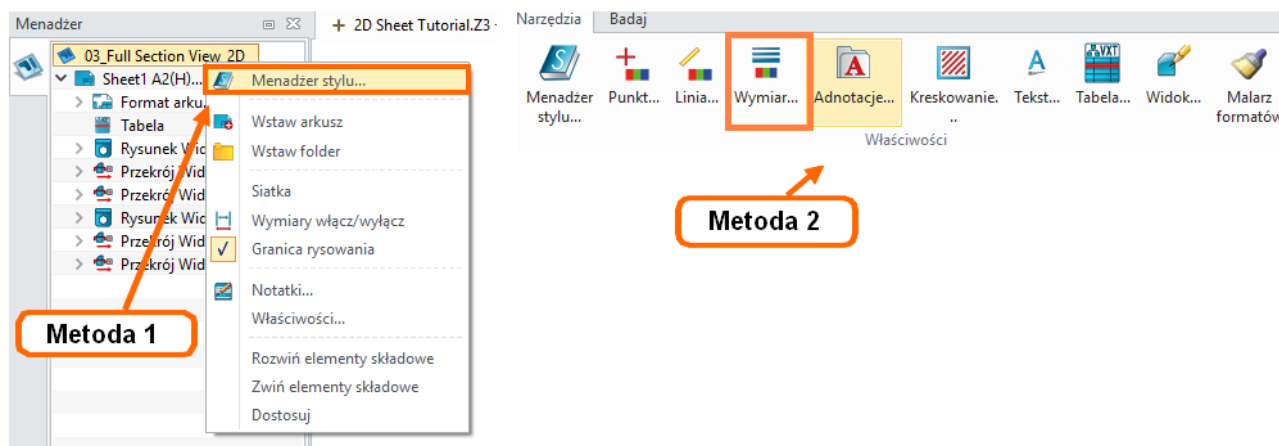 Menadżer
2D Sheet Tutorial.Z3
03_Full Section View_2D
Sheet1 A2(H)...
Format arku
Tabela
Rysunek Wid
Przekrój Wid
Przekrój Wid
Rysunek Wid
Przekrój Wid
Przekrój Wid
Menadżer stylu...
Wstaw arkusz
Wstaw folder
Siatka
Wymiary włącz/wyłącz
Granica rysowania
Notatki...
Właściwości...
Rozwiń elementy składowe
Zwiń elementy składowe
Dostosuj
Metoda 1
Narzędzia Badaj
Menadżer stylu... Punkt... Linia... Wymiar... Adnotacje... Kreskowanie... Tekst... Tabela... Widok... Malarz formatów
Właściwości
Metoda 2